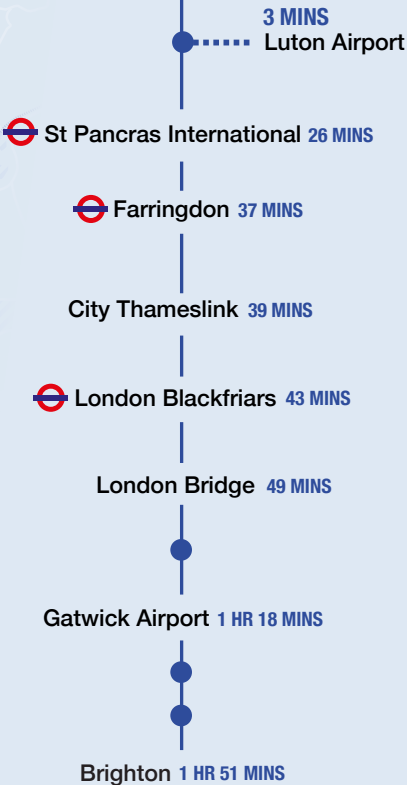 3 MINS
Luton Airport
St Pancras International 26 MINS
Farringdon 37 MINS
City Thameslink 39 MINS
London Blackfriars 43 MINS
London Bridge 49 MINS
Gatwick Airport 1 HR 18 MINS
Brighton 1 HR 51 MINS